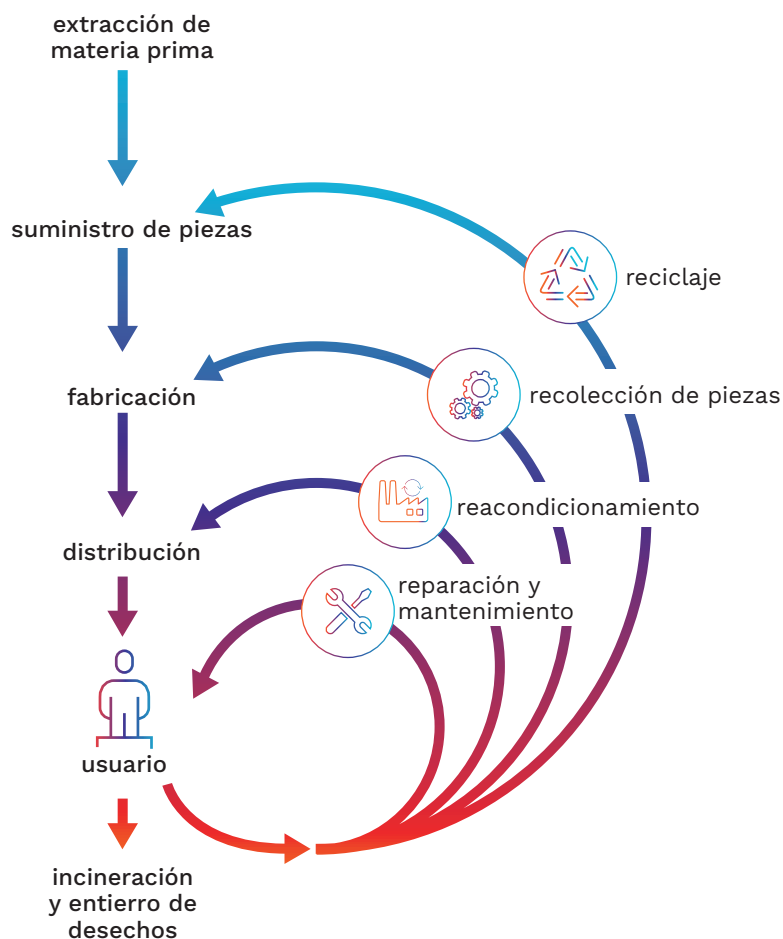 extracción de
materia prima
suministro de piezas
reciclaje
fabricación
recolección de piezas
reacondicionamiento
distribución
reparación y
mantenimiento
usuario
incineración
y entierro de
desechos